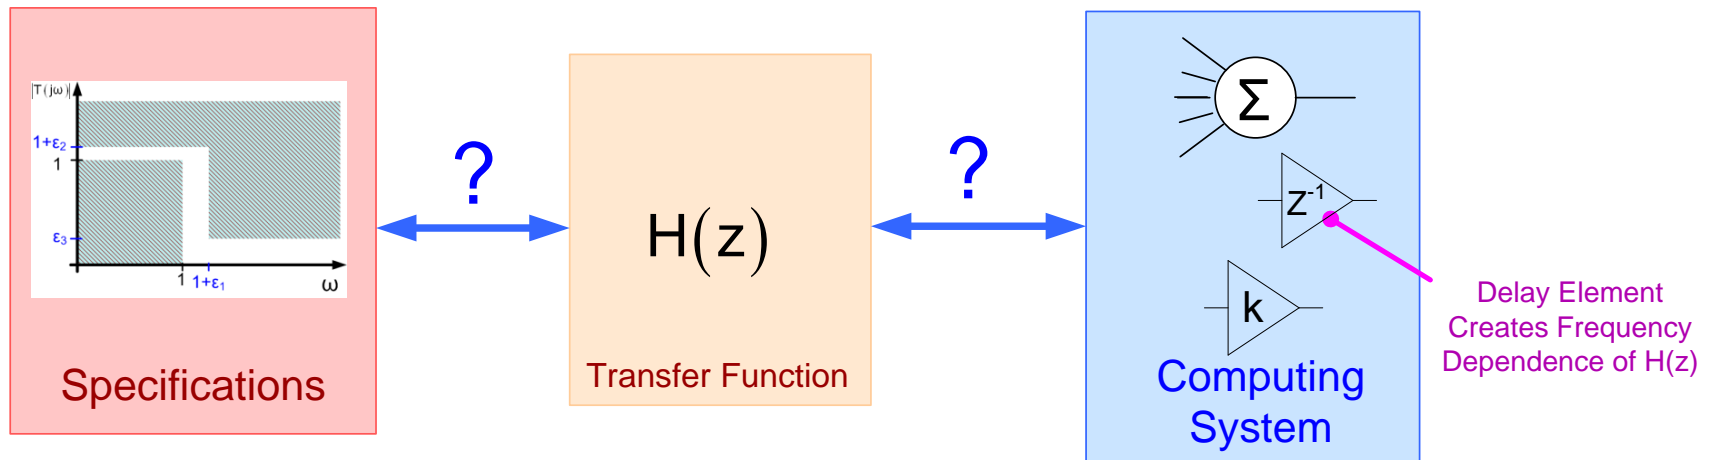 |T(jω)|
1+ε₂
1
ε₃
1
1+ε₁
ω
Specifications
?
H(z)
Transfer Function
?
Σ
Z⁻¹
k
Computing
System
Delay Element
Creates Frequency
Dependence of H(z)